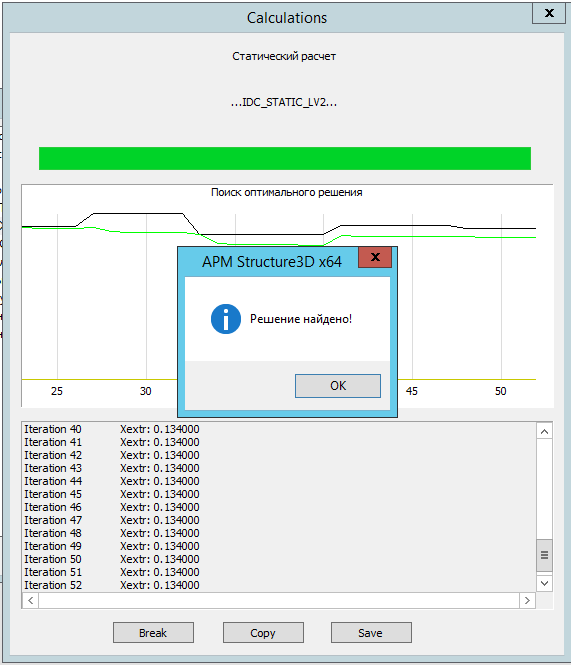 Calculations
x
Статический расчет
...IDC_STATIC_LV2...
Поиск оптимального решения
APM Structure3D x64
x
Решение найдено!
OK
25
30
45
50
Iteration 40 Xextr: 0.134000
Iteration 41 Xextr: 0.134000
Iteration 42 Xextr: 0.134000
Iteration 43 Xextr: 0.134000
Iteration 44 Xextr: 0.134000
Iteration 45 Xextr: 0.134000
Iteration 46 Xextr: 0.134000
Iteration 47 Xextr: 0.134000
Iteration 48 Xextr: 0.134000
Iteration 49 Xextr: 0.134000
Iteration 50 Xextr: 0.134000
Iteration 51 Xextr: 0.134000
Iteration 52 Xextr: 0.134000
Break
Copy
Save